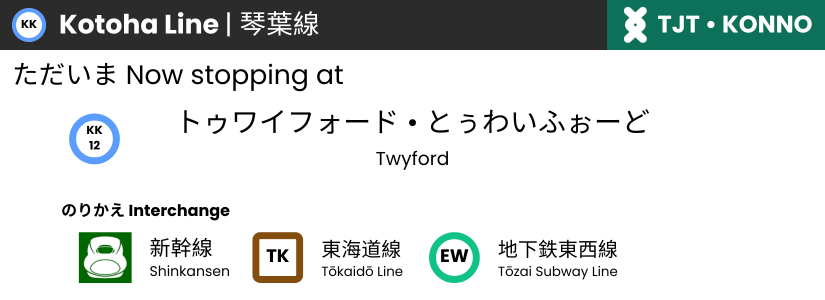 KK Kotoha Line | 琴葉線 TJT • KONNO
ただいま Now stopping at
KK
12
トゥワイフォード • とぅわいふぉーど
Twyford
のりかえ Interchange
新幹線
Shinkansen
TK
東海道線
Tōkaidō Line
EW
地下鉄東西線
Tōzai Subway Line